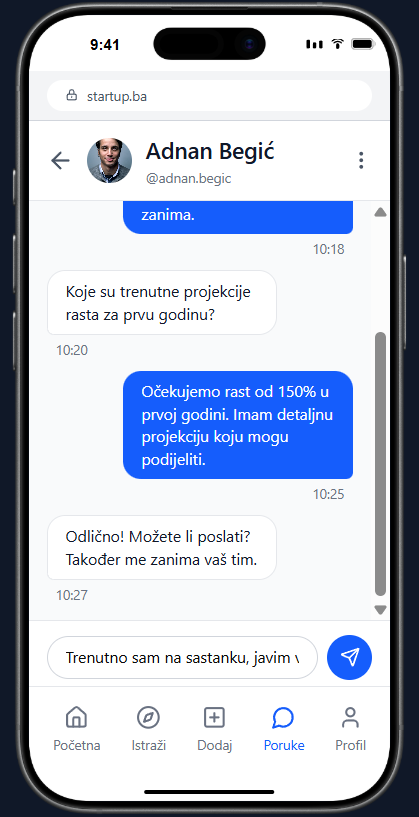 9:41
startup.ba
Adnan Begić
@adnan.begic
zanima.
10:18
Koje su trenutne projekcije
rasta za prvu godinu?
10:20
Očekujemo rast od 150% u
prvoj godini. Imam detaljnu
projekciju koju mogu
podijeliti.
10:25
Odlično! Možete li poslati?
Također me zanima vaš tim.
10:27
Trenutno sam na sastanku, javim
Početna
Istraži
Dodaj
Poruke
Profil